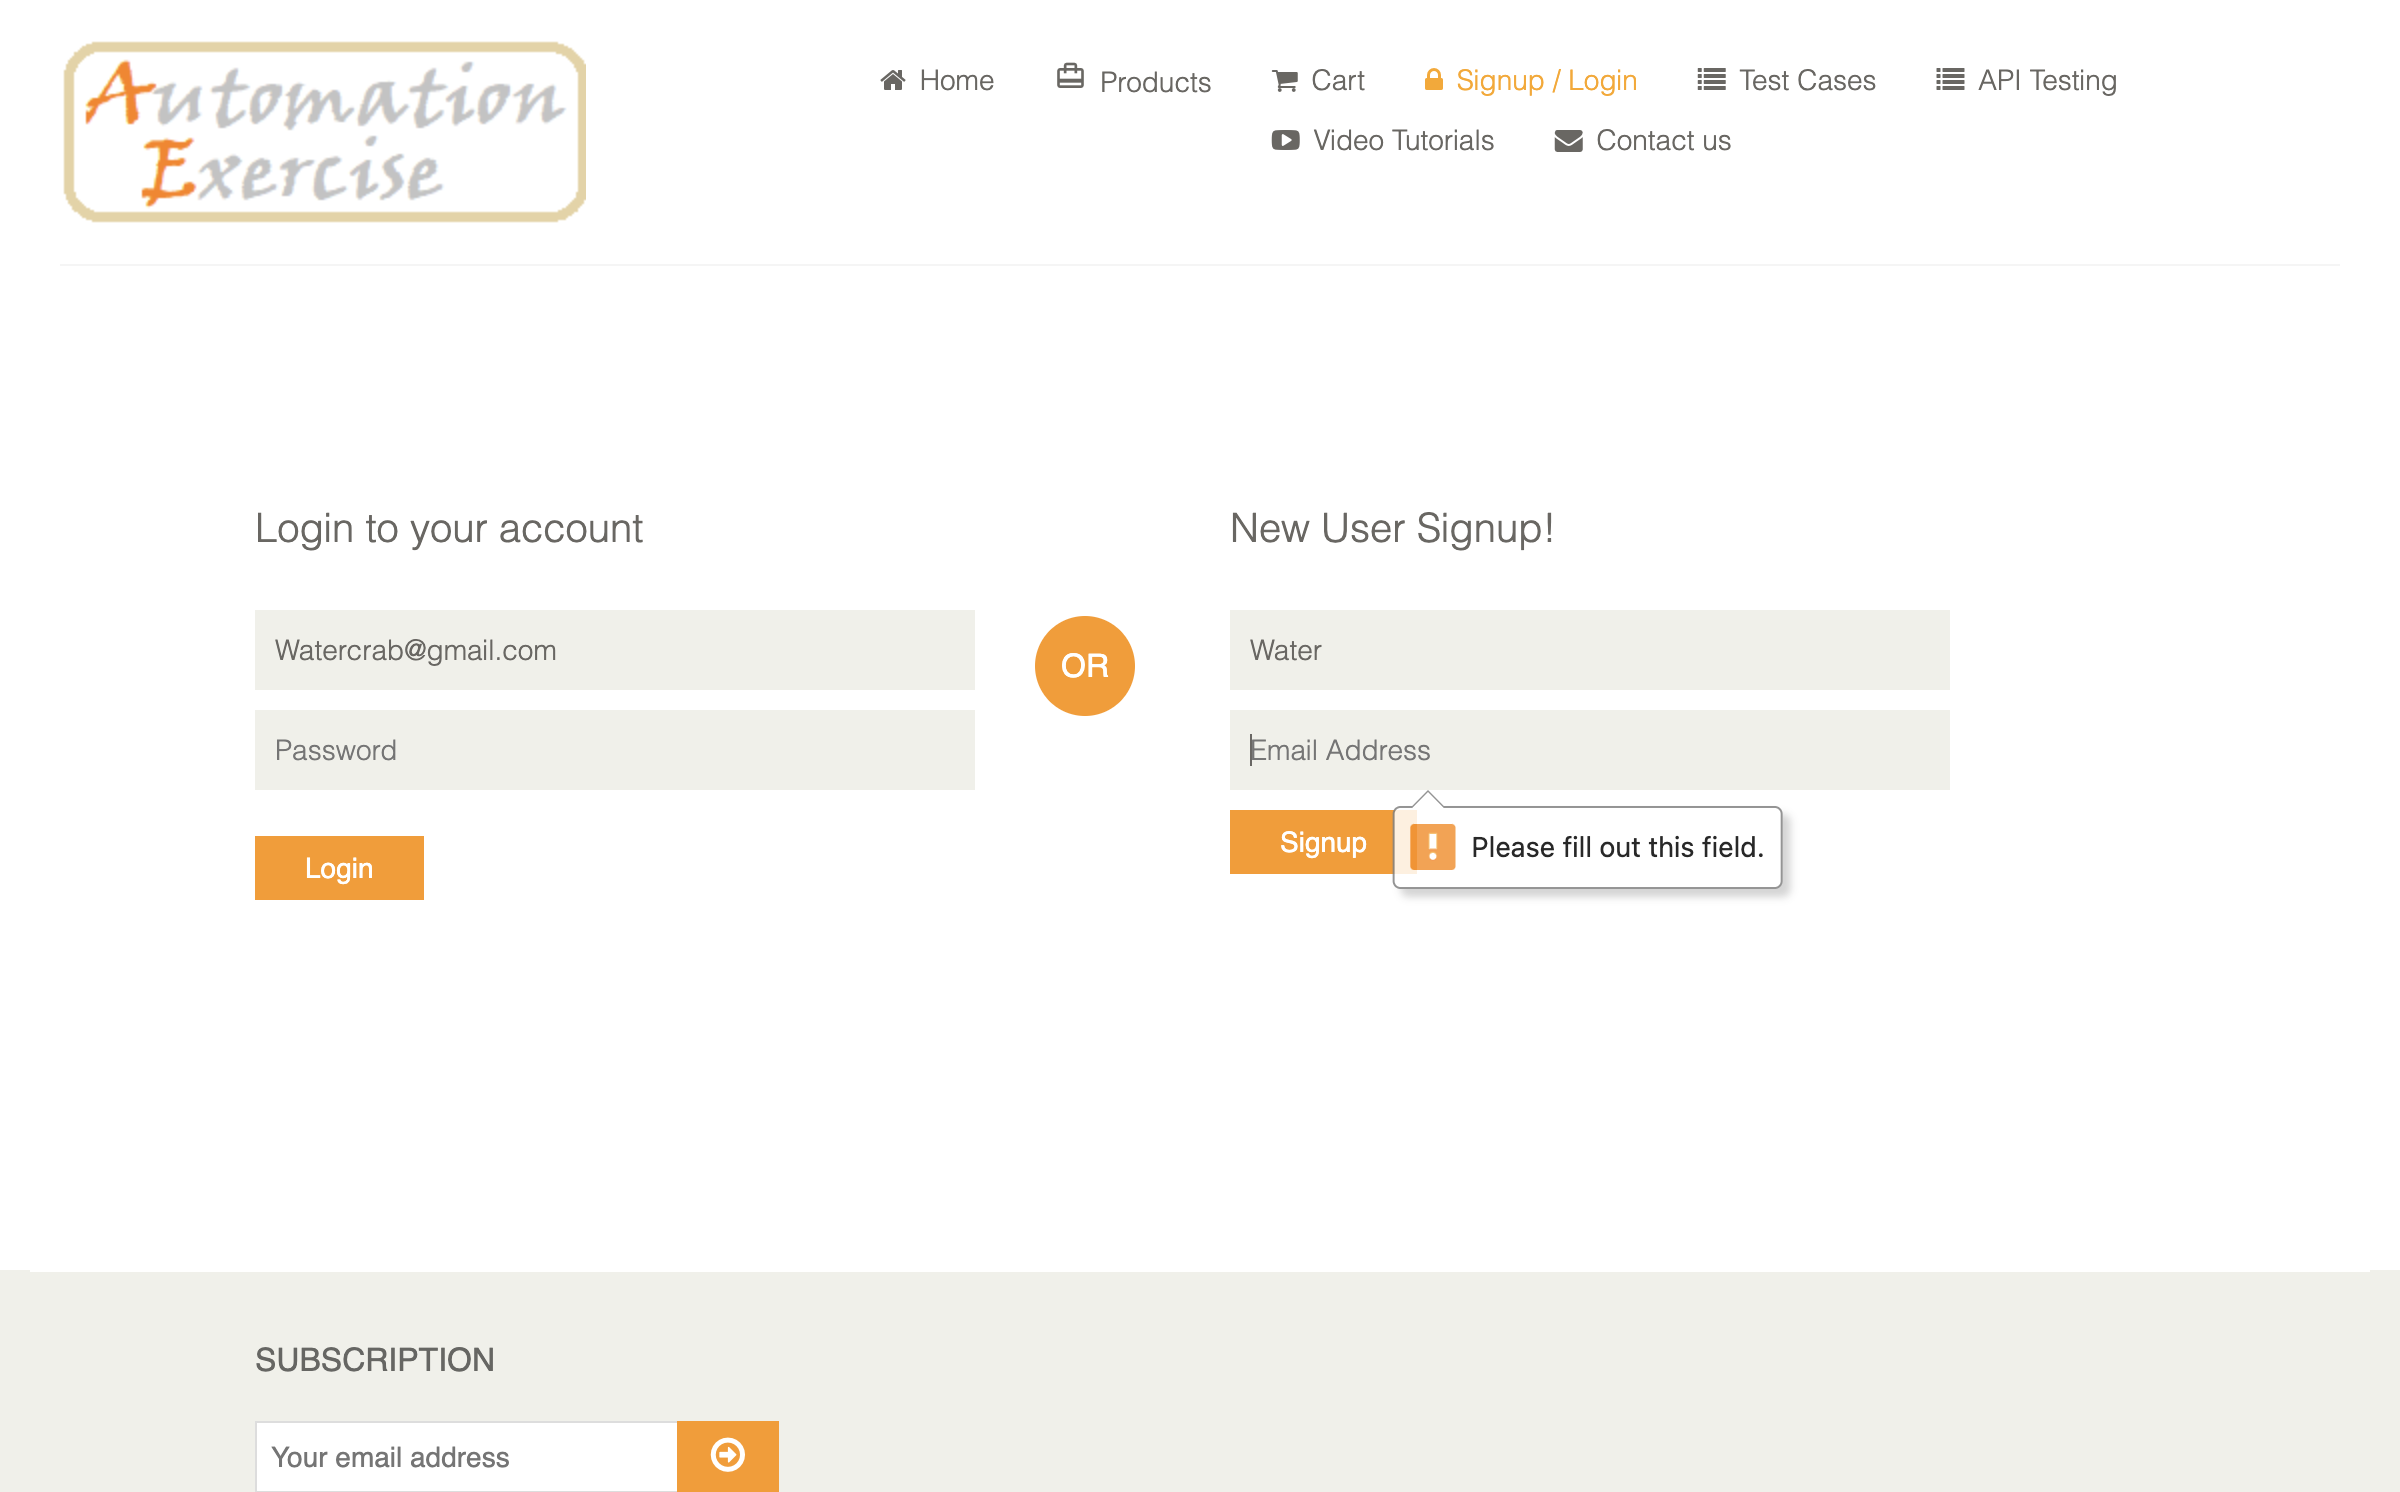 Automation
Exercise
Home
Products
Cart
Signup / Login
Test Cases
API Testing
Video Tutorials
Contact us
Login to your account
Watercrab@gmail.com
Password
Login
OR
New User Signup!
Water
Email Address
Signup
Please fill out this field.
SUBSCRIPTION
Your email address